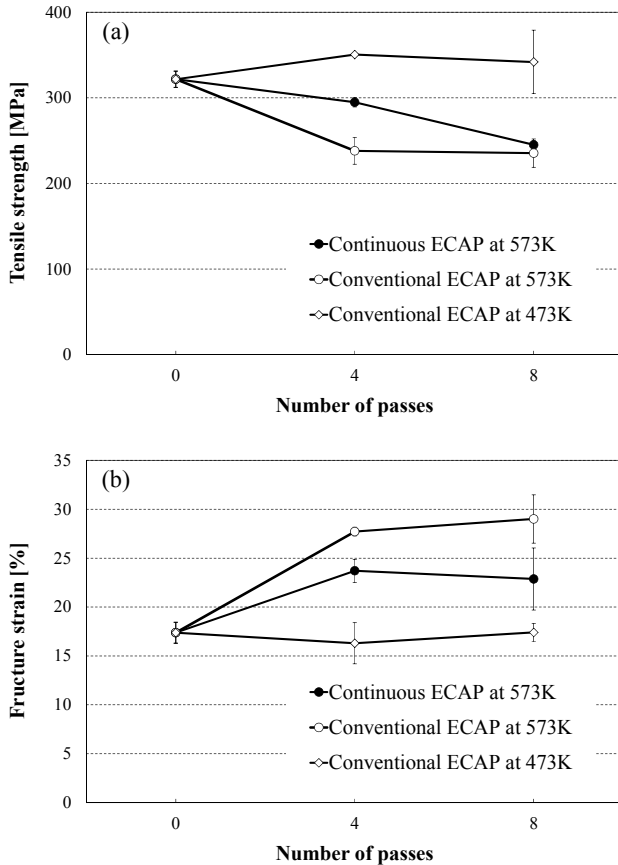 (a)
400
300
200
100
0
Tensile strength [MPa]
Continuous ECAP at 573K
Conventional ECAP at 573K
Conventional ECAP at 473K
0 4 8
Number of passes
(b)
35
30
25
20
15
10
5
0
Fructure strain [%]
Continuous ECAP at 573K
Conventional ECAP at 573K
Conventional ECAP at 473K
0 4 8
Number of passes